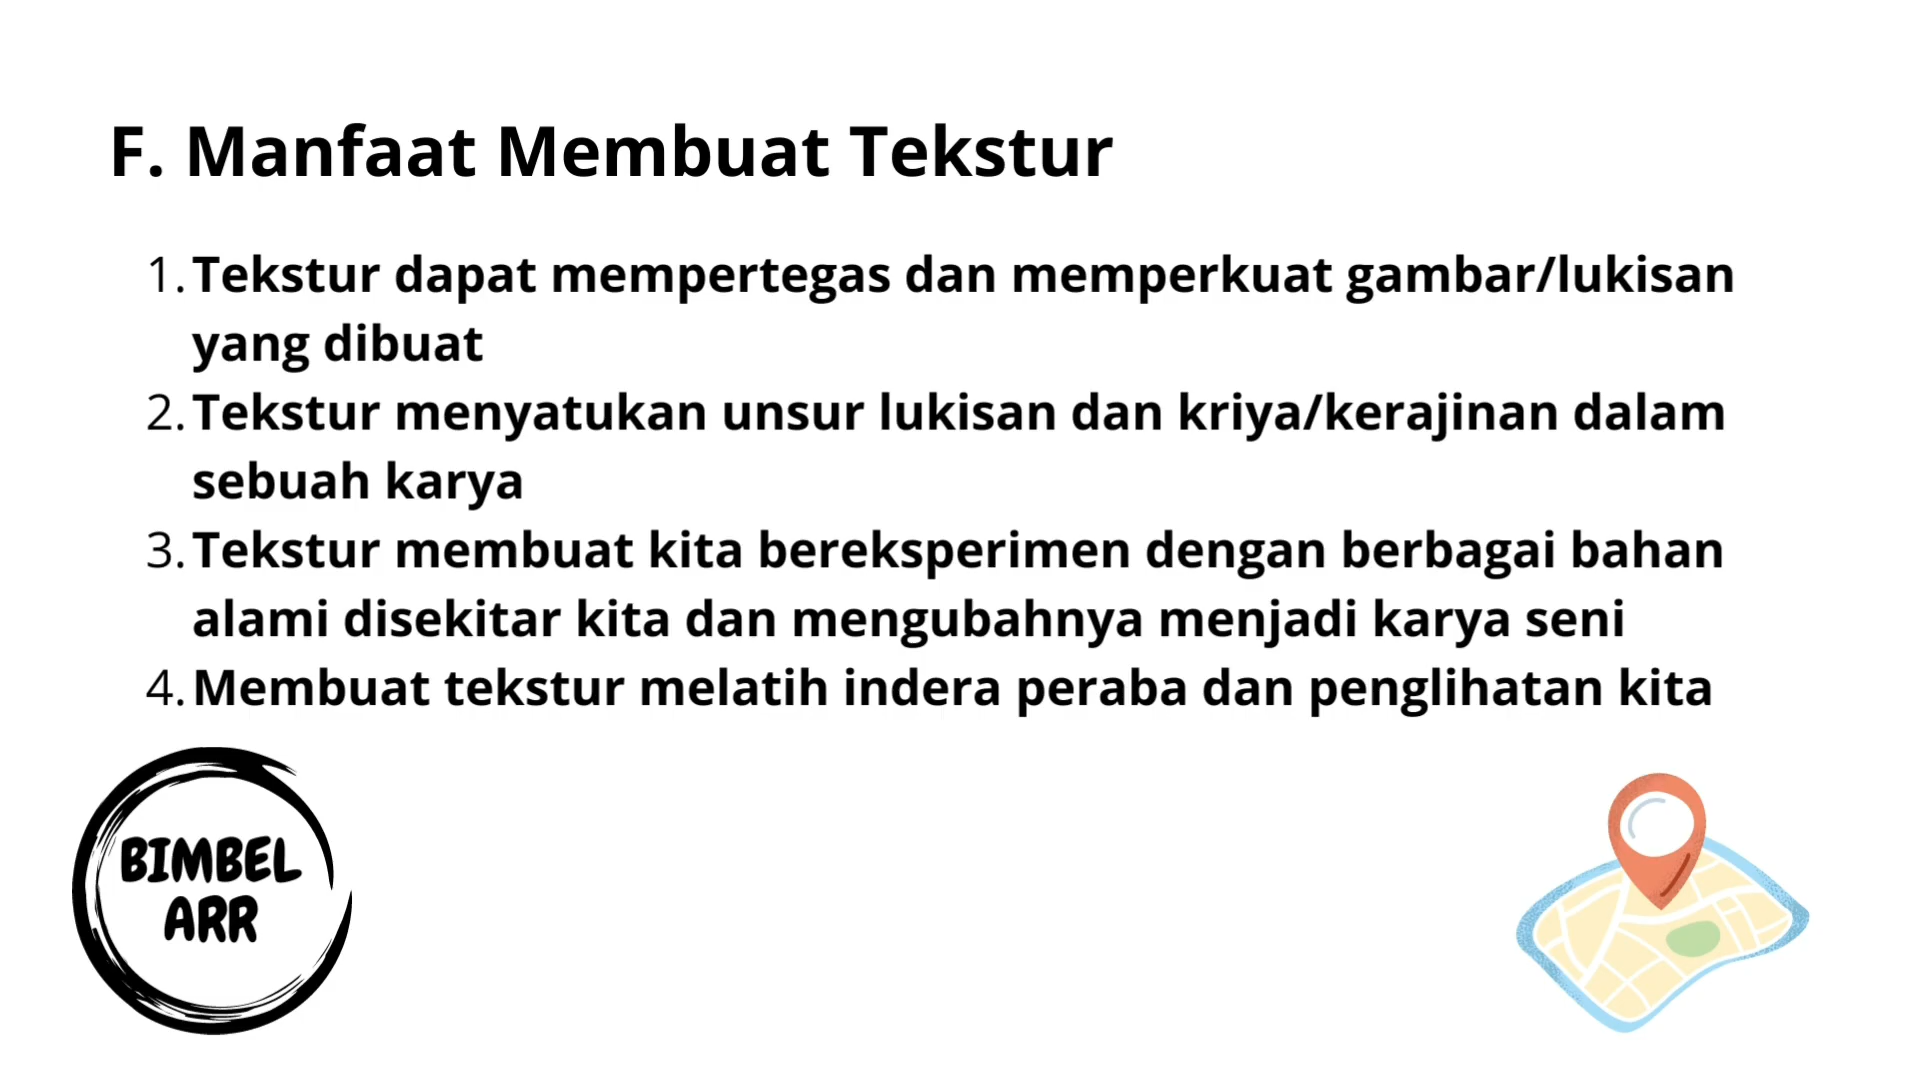 F. Manfaat Membuat Tekstur
1. Tekstur dapat mempertegas dan memperkuat gambar/lukisan
yang dibuat
2. Tekstur menyatukan unsur lukisan dan kriya/kerajinan dalam
sebuah karya
3. Tekstur membuat kita bereksperimen dengan berbagai bahan
alami disekitar kita dan mengubahnya menjadi karya seni
4. Membuat tekstur melatih indera peraba dan penglihatan kita
BIMBEL
ARR